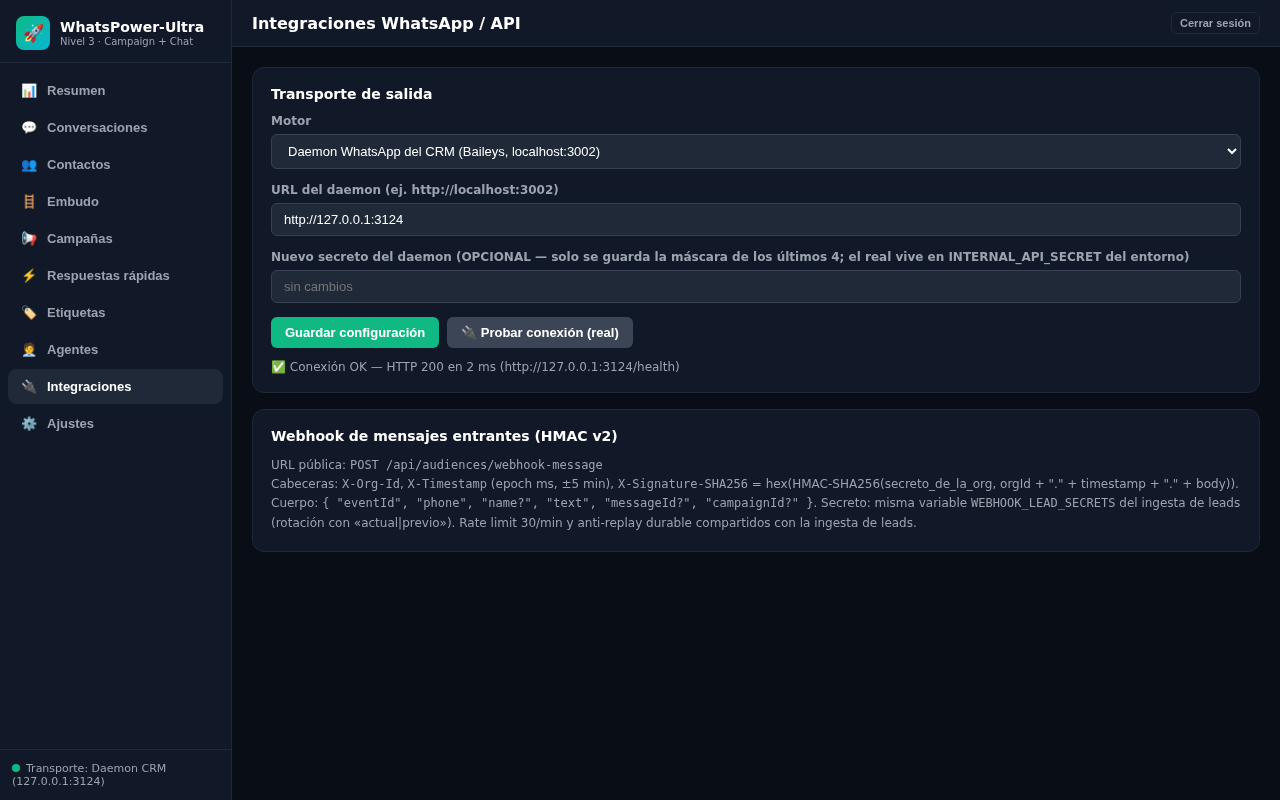 WhatsPower-Ultra
Nivel 3 · Campaign + Chat
Resumen
Conversaciones
Contactos
Embudo
Campañas
Respuestas rápidas
Etiquetas
Agentes
Integraciones
Ajustes
Transporte: Daemon CRM
(127.0.0.1:3124)
Integraciones WhatsApp / API
Cerrar sesión
Transporte de salida
Motor
Daemon WhatsApp del CRM (Baileys, localhost:3002)
URL del daemon (ej. http://localhost:3002)
http://127.0.0.1:3124
Nuevo secreto del daemon (OPCIONAL — solo se guarda la máscara de los últimos 4; el real vive en INTERNAL_API_SECRET del entorno)
sin cambios
Guardar configuración
🔌 Probar conexión (real)
✅ Conexión OK — HTTP 200 en 2 ms (http://127.0.0.1:3124/health)
Webhook de mensajes entrantes (HMAC v2)
URL pública: POST /api/audiences/webhook-message
Cabeceras: X-Org-Id, X-Timestamp (epoch ms, ±5 min), X-Signature-SHA256 = hex(HMAC-SHA256(secreto_de_la_org, orgId + "." + timestamp + "." + body)).
Cuerpo: { "eventId", "phone", "name?", "text", "messageId?", "campaignId?" }. Secreto: misma variable WEBHOOK_LEAD_SECRETS del ingesta de leads
(rotación con «actual|previo»). Rate limit 30/min y anti-replay durable compartidos con la ingesta de leads.